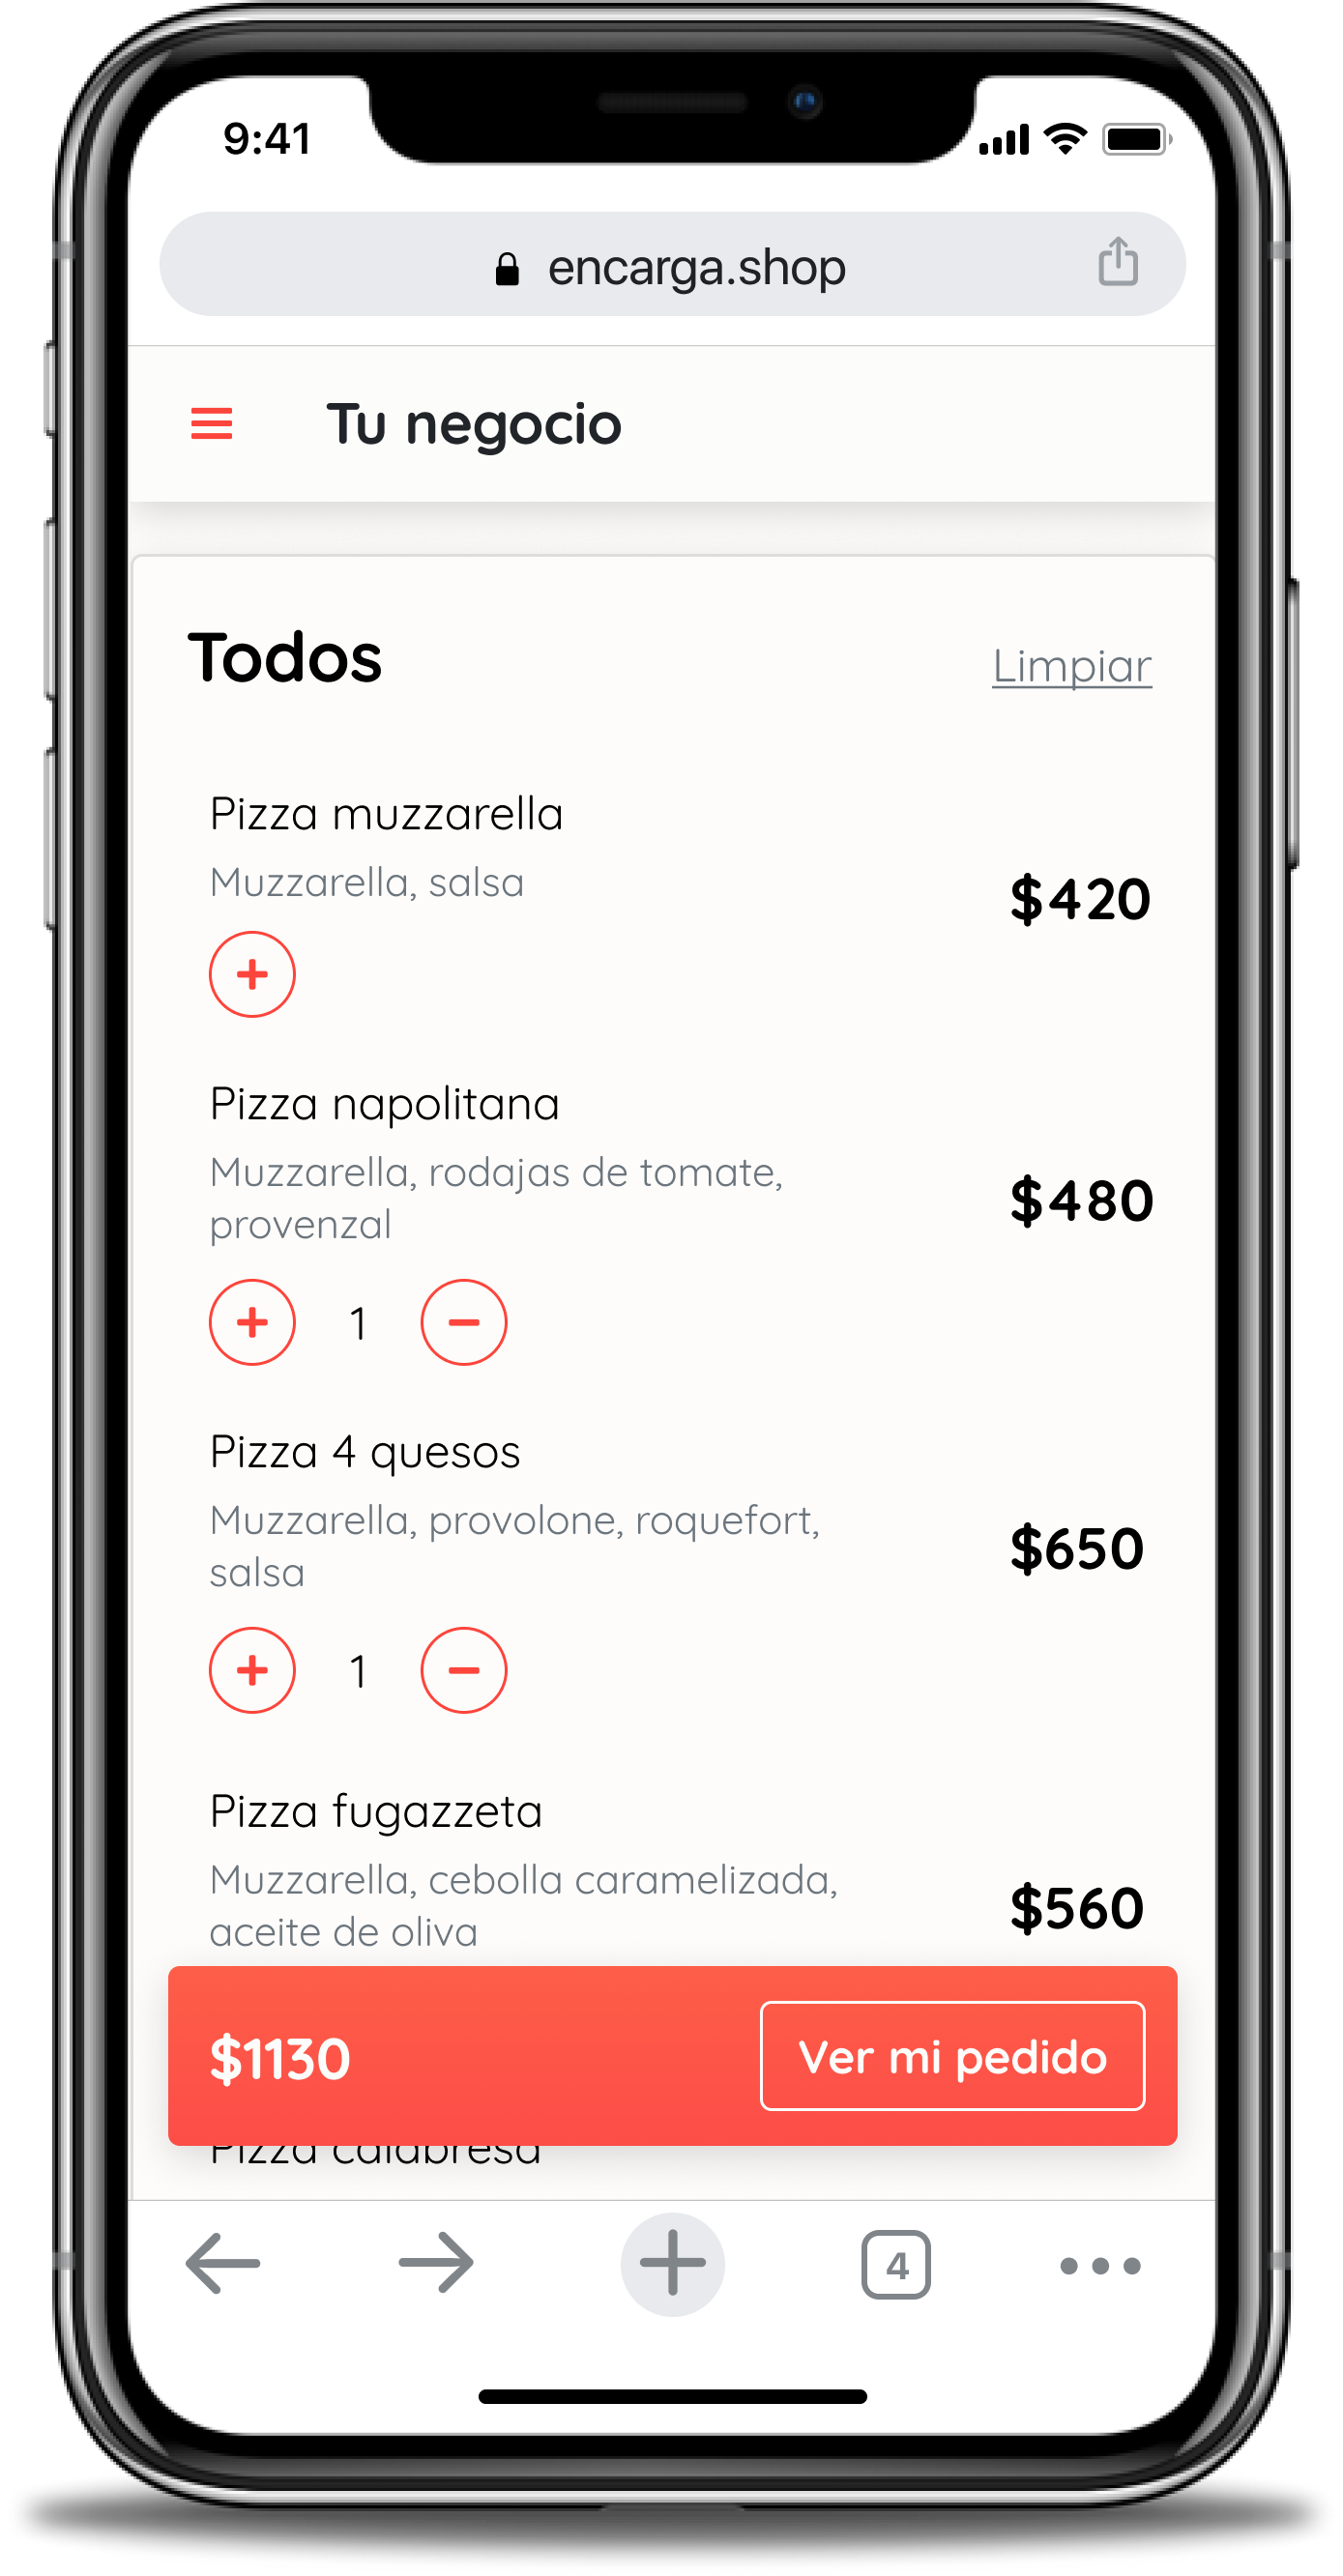 9:41
encarga.shop
Tu negocio
Todos
Limpiar
Pizza muzzarella
Muzzarella, salsa
$420
Pizza napolitana
Muzzarella, rodajas de tomate,
provenzal
$480
1
Pizza 4 quesos
Muzzarella, provolone, roquefort,
salsa
$650
1
Pizza fugazzeta
Muzzarella, cebolla caramelizada,
aceite de oliva
$560
$1130
Ver mi pedido
Pizza calabresa
4